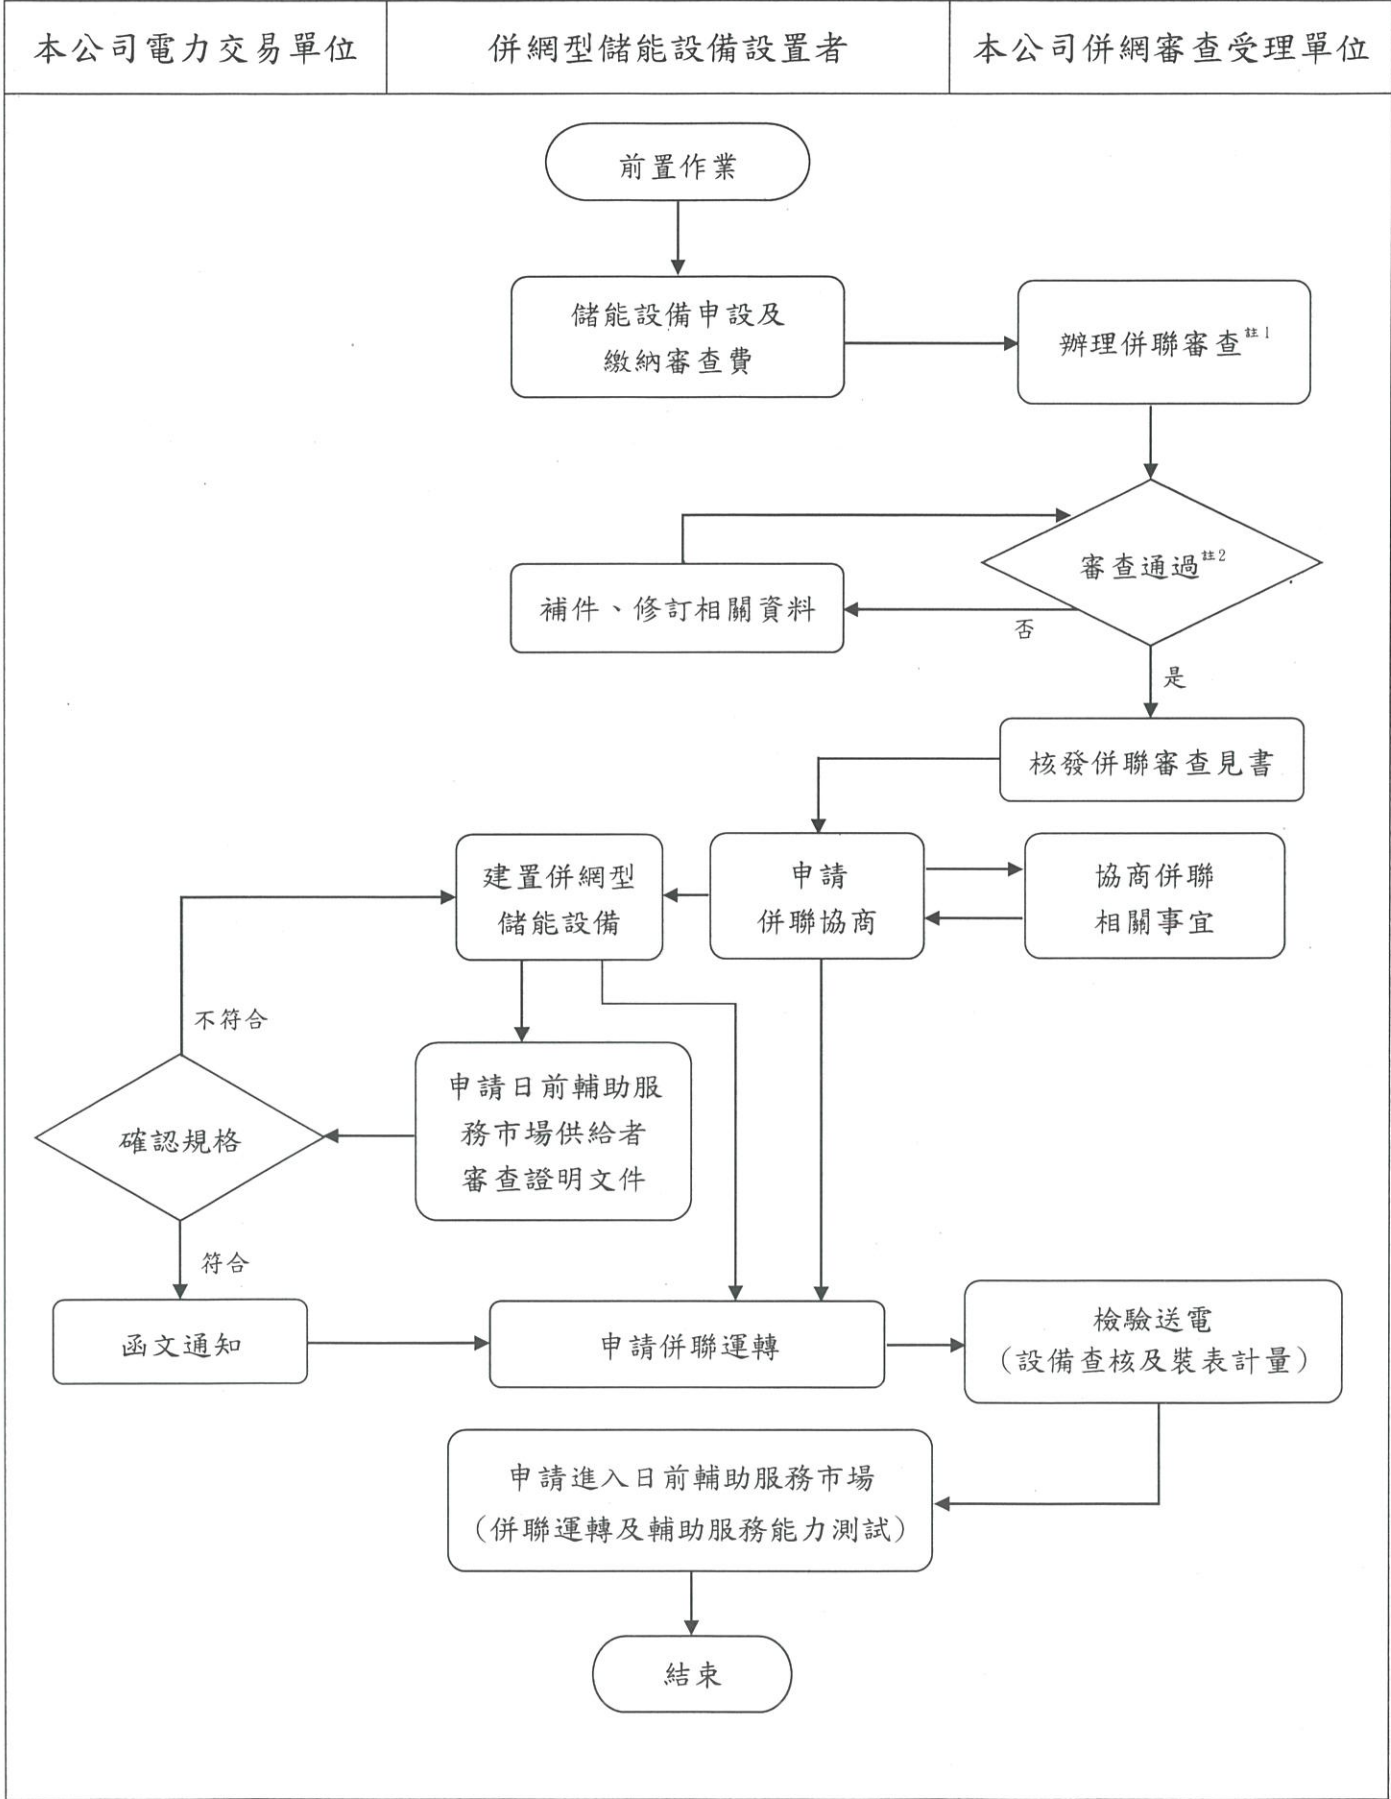 本公司電力交易單位
併網型儲能設備設置者
本公司併網審查受理單位
前置作業
儲能設備申設及
繳納審查費
辦理併聯審查註1
審查通過註2
補件、修訂相關資料
否
是
核發併聯審查見書
建置併網型
儲能設備
申請
併聯協商
協商併聯
相關事宜
不符合
申請日前輔助服
務市場供給者
審查證明文件
確認規格
符合
函文通知
申請併聯運轉
檢驗送電
（設備查核及裝表計量）
申請進入日前輔助服務市場
（併聯運轉及輔助服務能力測試）
結束